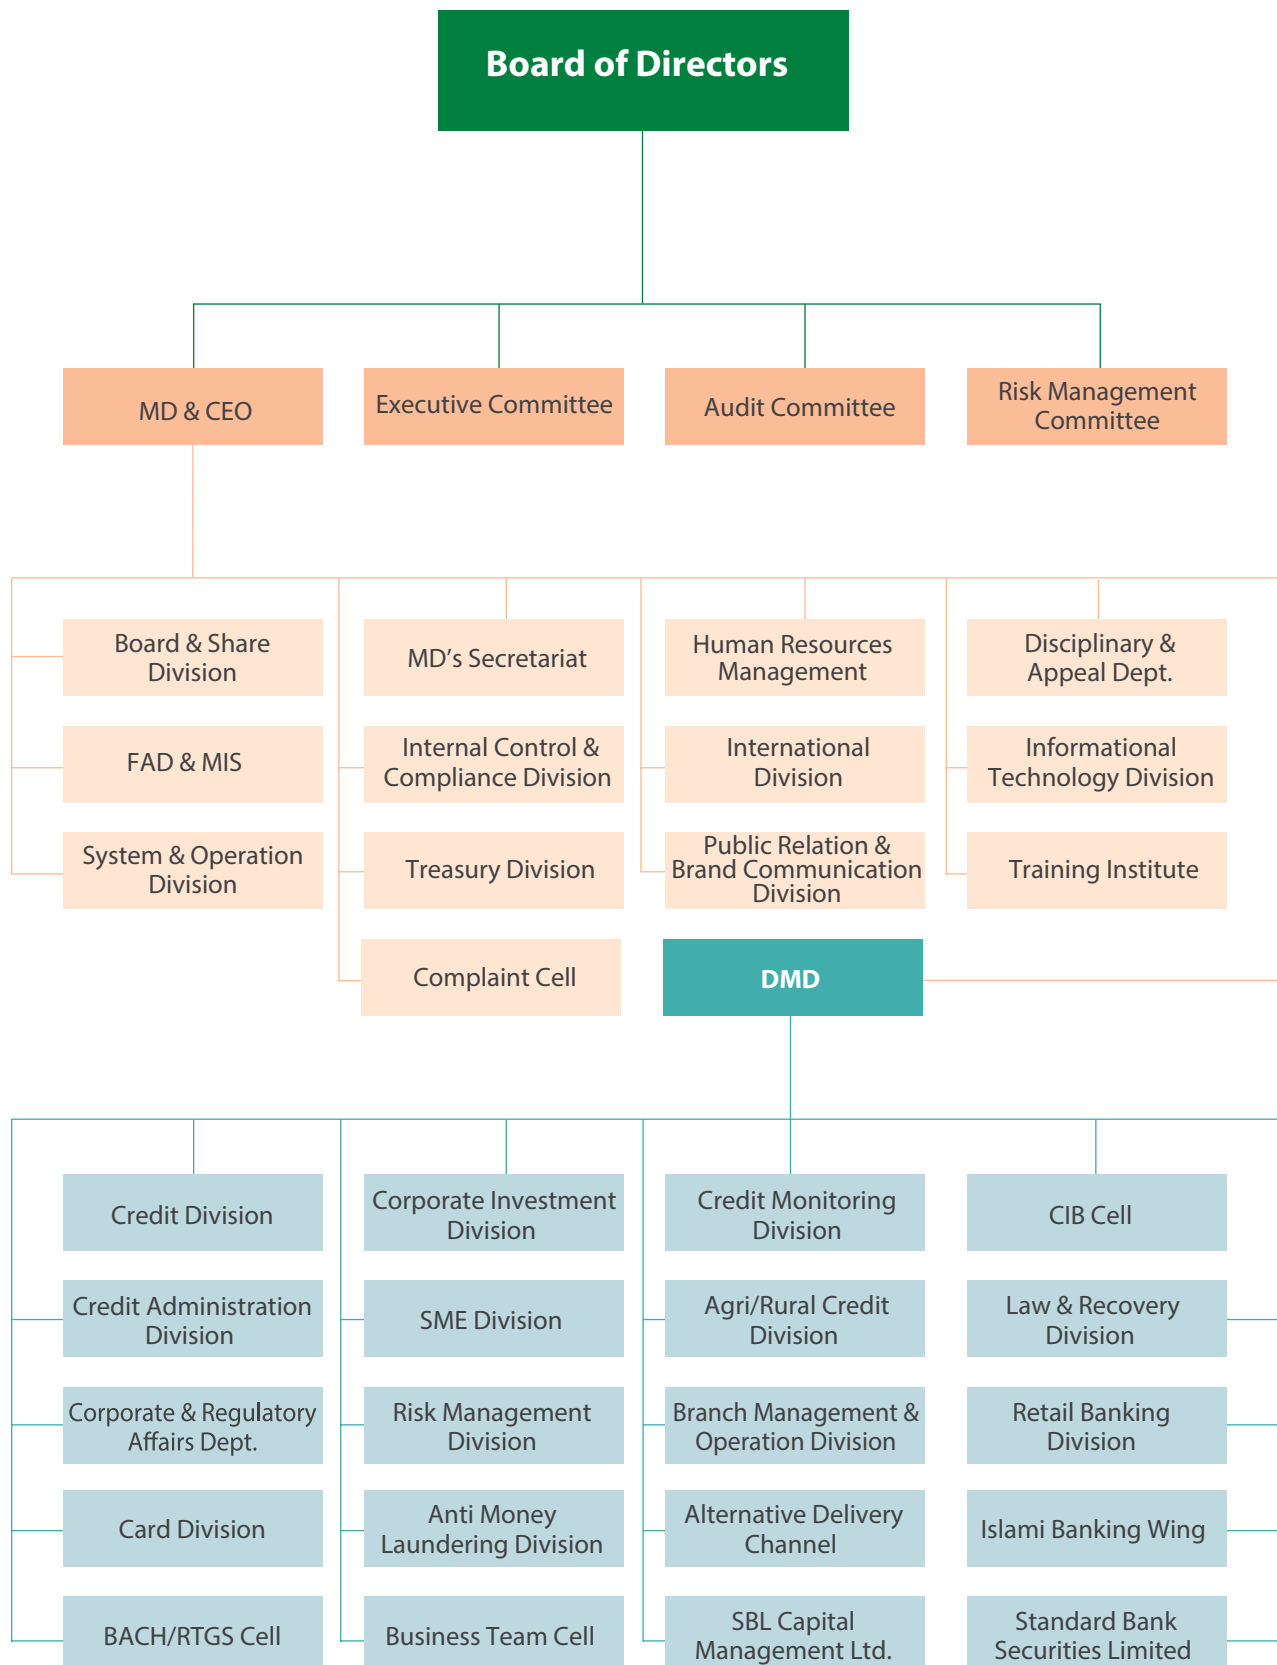 Board of Directors
MD & CEO
Executive Committee
Audit Committee
Risk Management
Committee
Board & Share
Division
MD's Secretariat
Human Resources
Management
Disciplinary &
Appeal Dept.
FAD & MIS
Internal Control &
Compliance Division
International
Division
Informational
Technology Division
System & Operation
Division
Treasury Division
Public Relation &
Brand Communication
Division
Training Institute
Complaint Cell
DMD
Credit Division
Corporate Investment
Division
Credit Monitoring
Division
CIB Cell
Credit Administration
Division
SME Division
Agri/Rural Credit
Division
Law & Recovery
Division
Corporate & Regulatory
Affairs Dept.
Risk Management
Division
Branch Management &
Operation Division
Retail Banking
Division
Card Division
Anti Money
Laundering Division
Alternative Delivery
Channel
Islami Banking Wing
BACH/RTGS Cell
Business Team Cell
SBL Capital
Management Ltd.
Standard Bank
Securities Limited